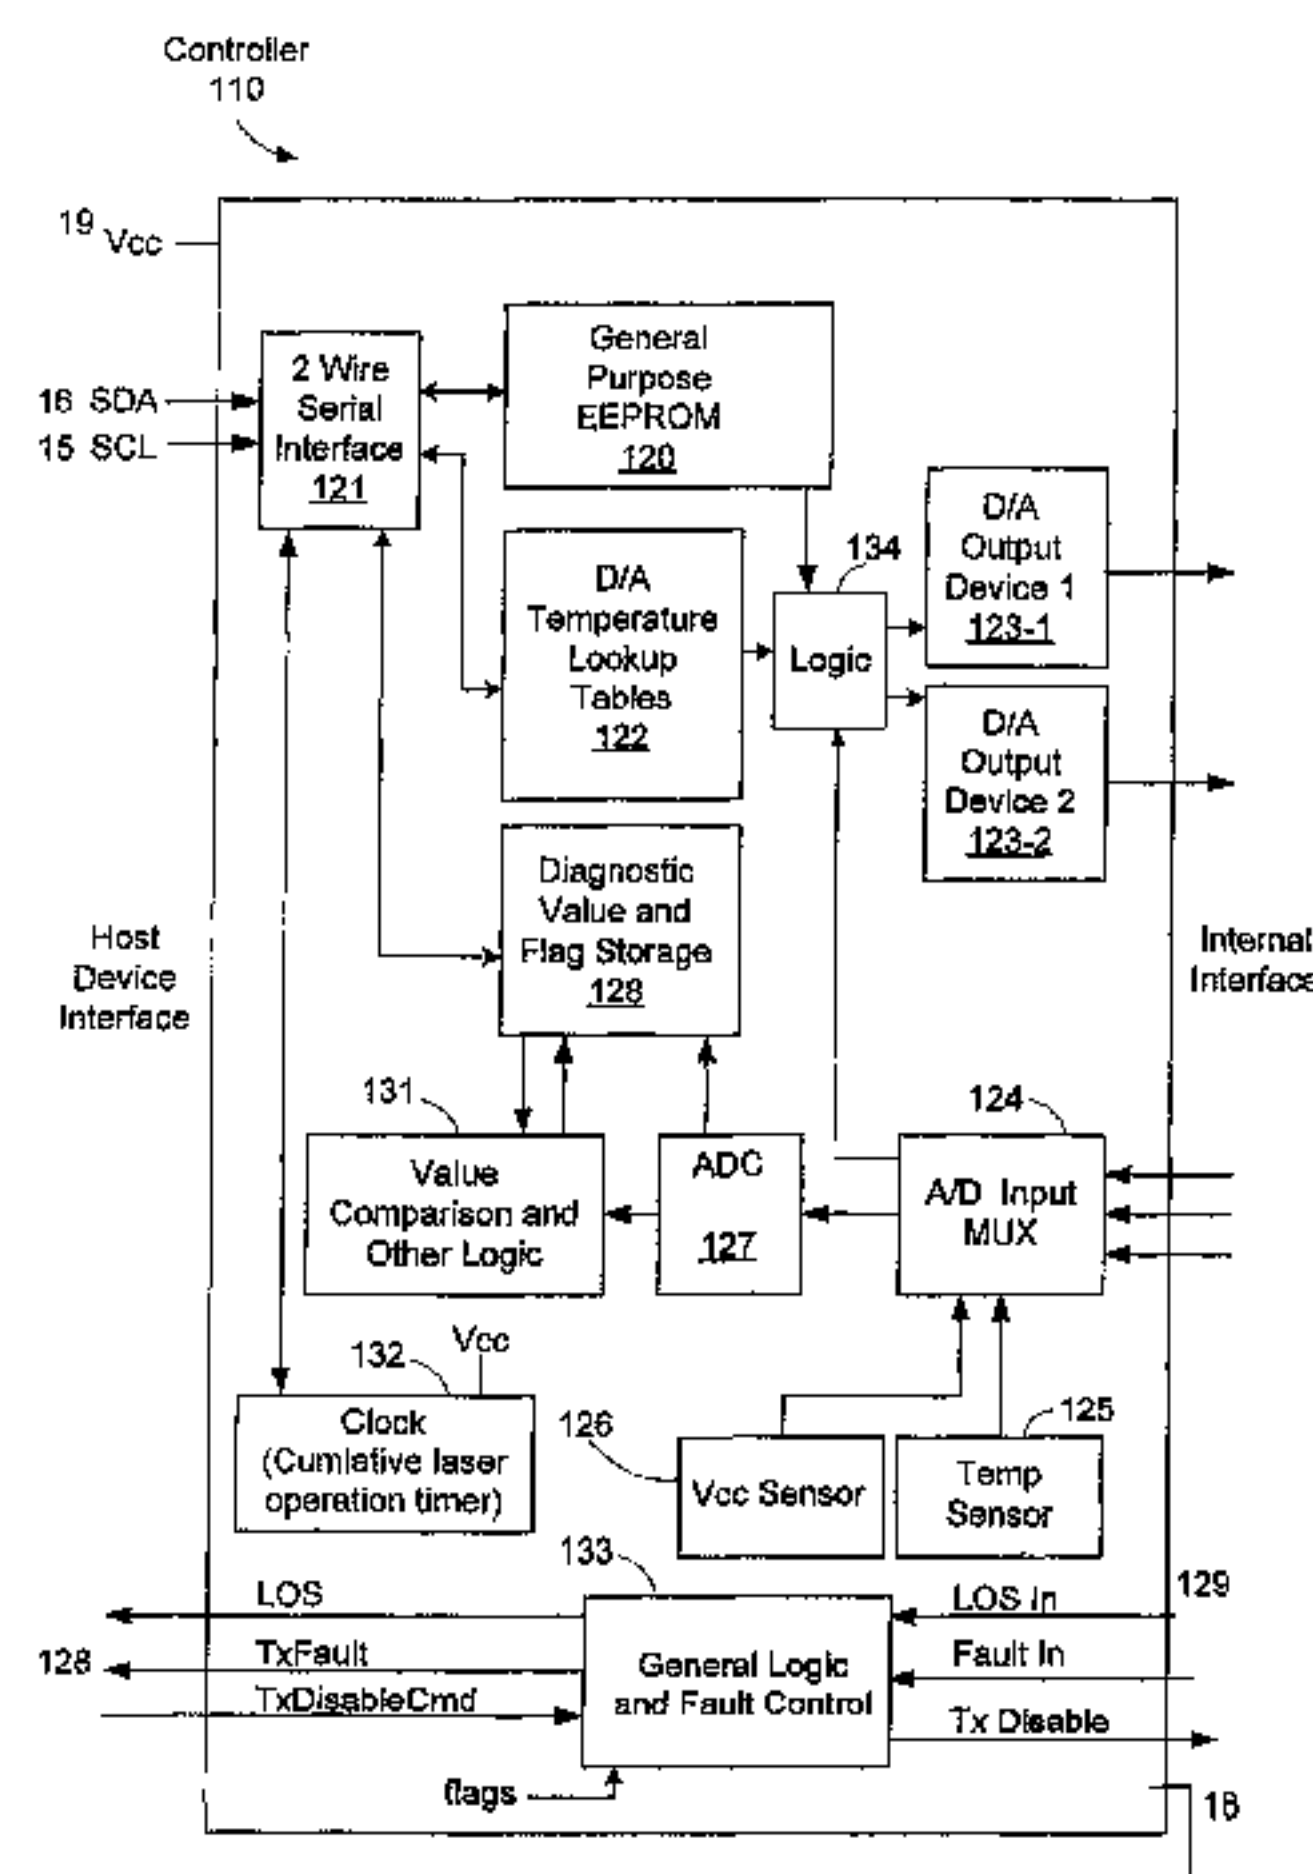 Controller
110
19 Vcc
2 Wire
Serial
Interface
121
16 SDA
15 SCL
General
Purpose
EEPROM
120
D/A
Temperature
Lookup
Tables
122
134
Logic
D/A
Output
Device 1
123-1
D/A
Output
Device 2
123-2
Diagnostic
Value and
Flag Storage
128
Host
Device
Interface
Internal
Interface
131
Value
Comparison and
Other Logic
ADC
127
124
A/D Input
MUX
132
Vcc
Clock
(Cumlative laser
operation timer)
126
Vcc Sensor
125
Temp
Sensor
133
General Logic
and Fault Control
LOS
TxFault
128
TxDisableCmd
flags
LOS In
129
Fault In
Tx Disable
18